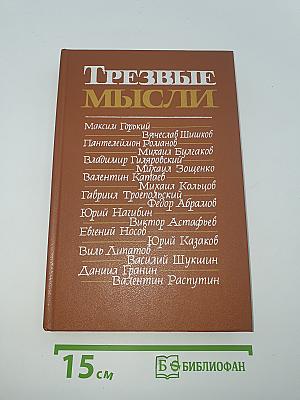 ТРЕЗВЫЕ
МЫСЛИ
Максим Горький
Вячеслав Шишков
Пантелеймон Романов
Михаил Булгаков
Владимир Гиляровский
Михаил Зощенко
Валентин Катаев
Михаил Кольцов
Гавриил Троепольский
Федор Абрамов
Юрий Нагибин
Виктор Астафьев
Евгений Носов
Юрий Казаков
Виль Липатов
Василий Шукшин
Даниил Гранин
Валентин Распутин
15 см
БИБЛИОФАН